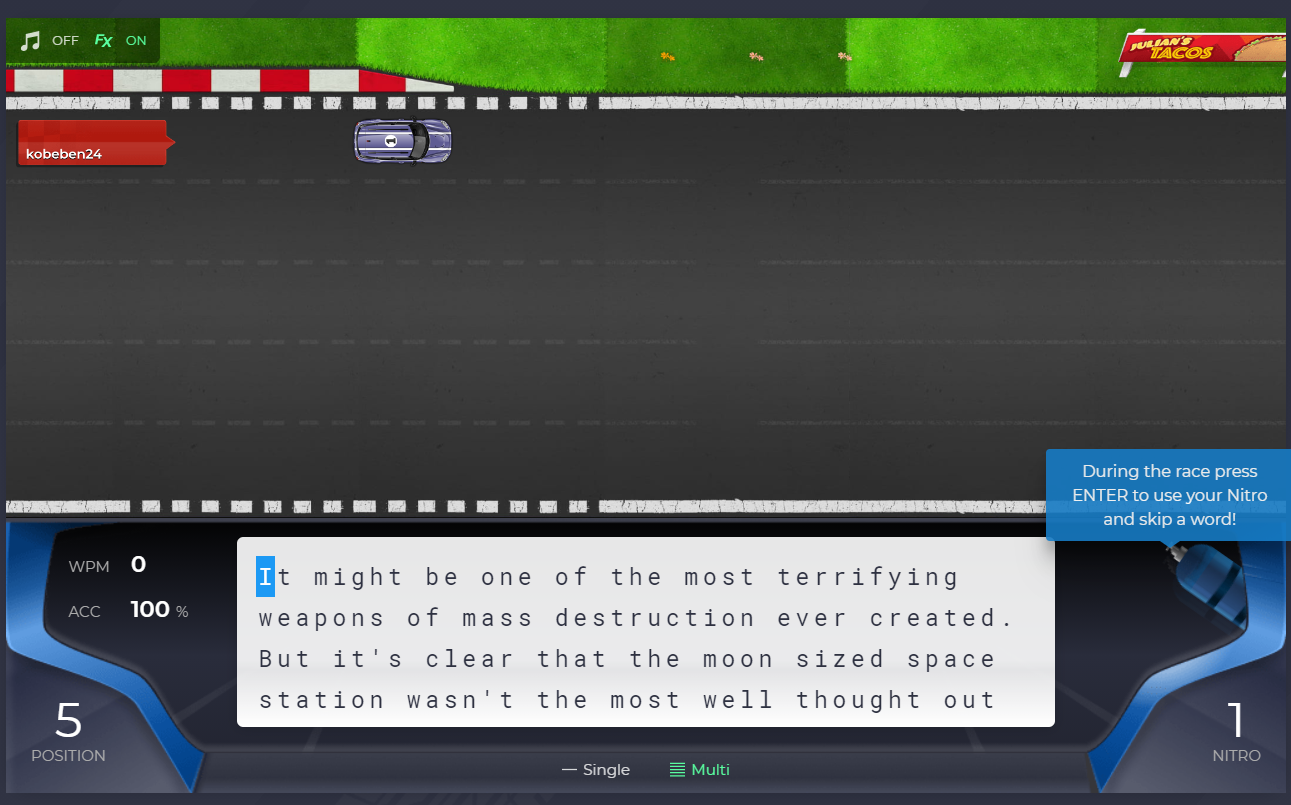 OFF FX ON
JULIAN'S
TACOS
kobeben24
1
During the race press
ENTER to use your Nitro
and skip a word!
WPM 0
ACC 100 %
It might be one of the most terrifying
weapons of mass destruction ever created.
But it's clear that the moon sized space
station wasn't the most well thought out
5
POSITION
1
NITRO
Single Multi